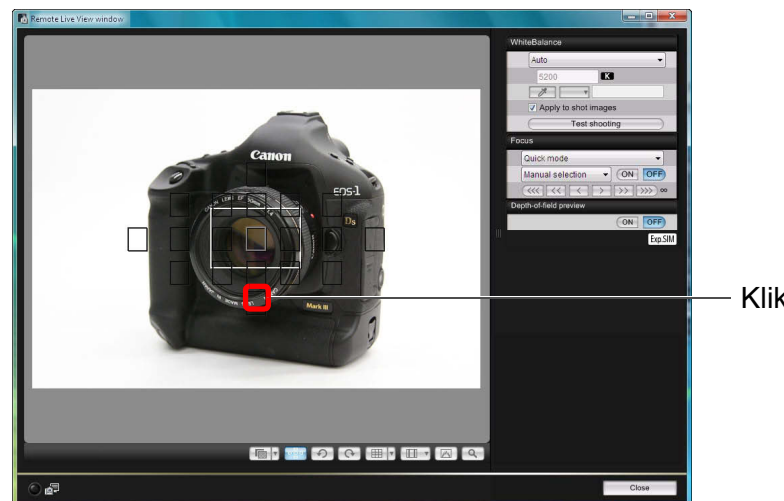 Remote Live View window
WhiteBalance
Auto
5200
K
Apply to shot images
Test shooting
Focus
Quick mode
Manual selection
ON OFF
<<< << < > >> >>> ∞
Depth-of-field preview
ON OFF
Exp.SIM
Canon
EOS-1
Ds
Mark III
Klik
Close